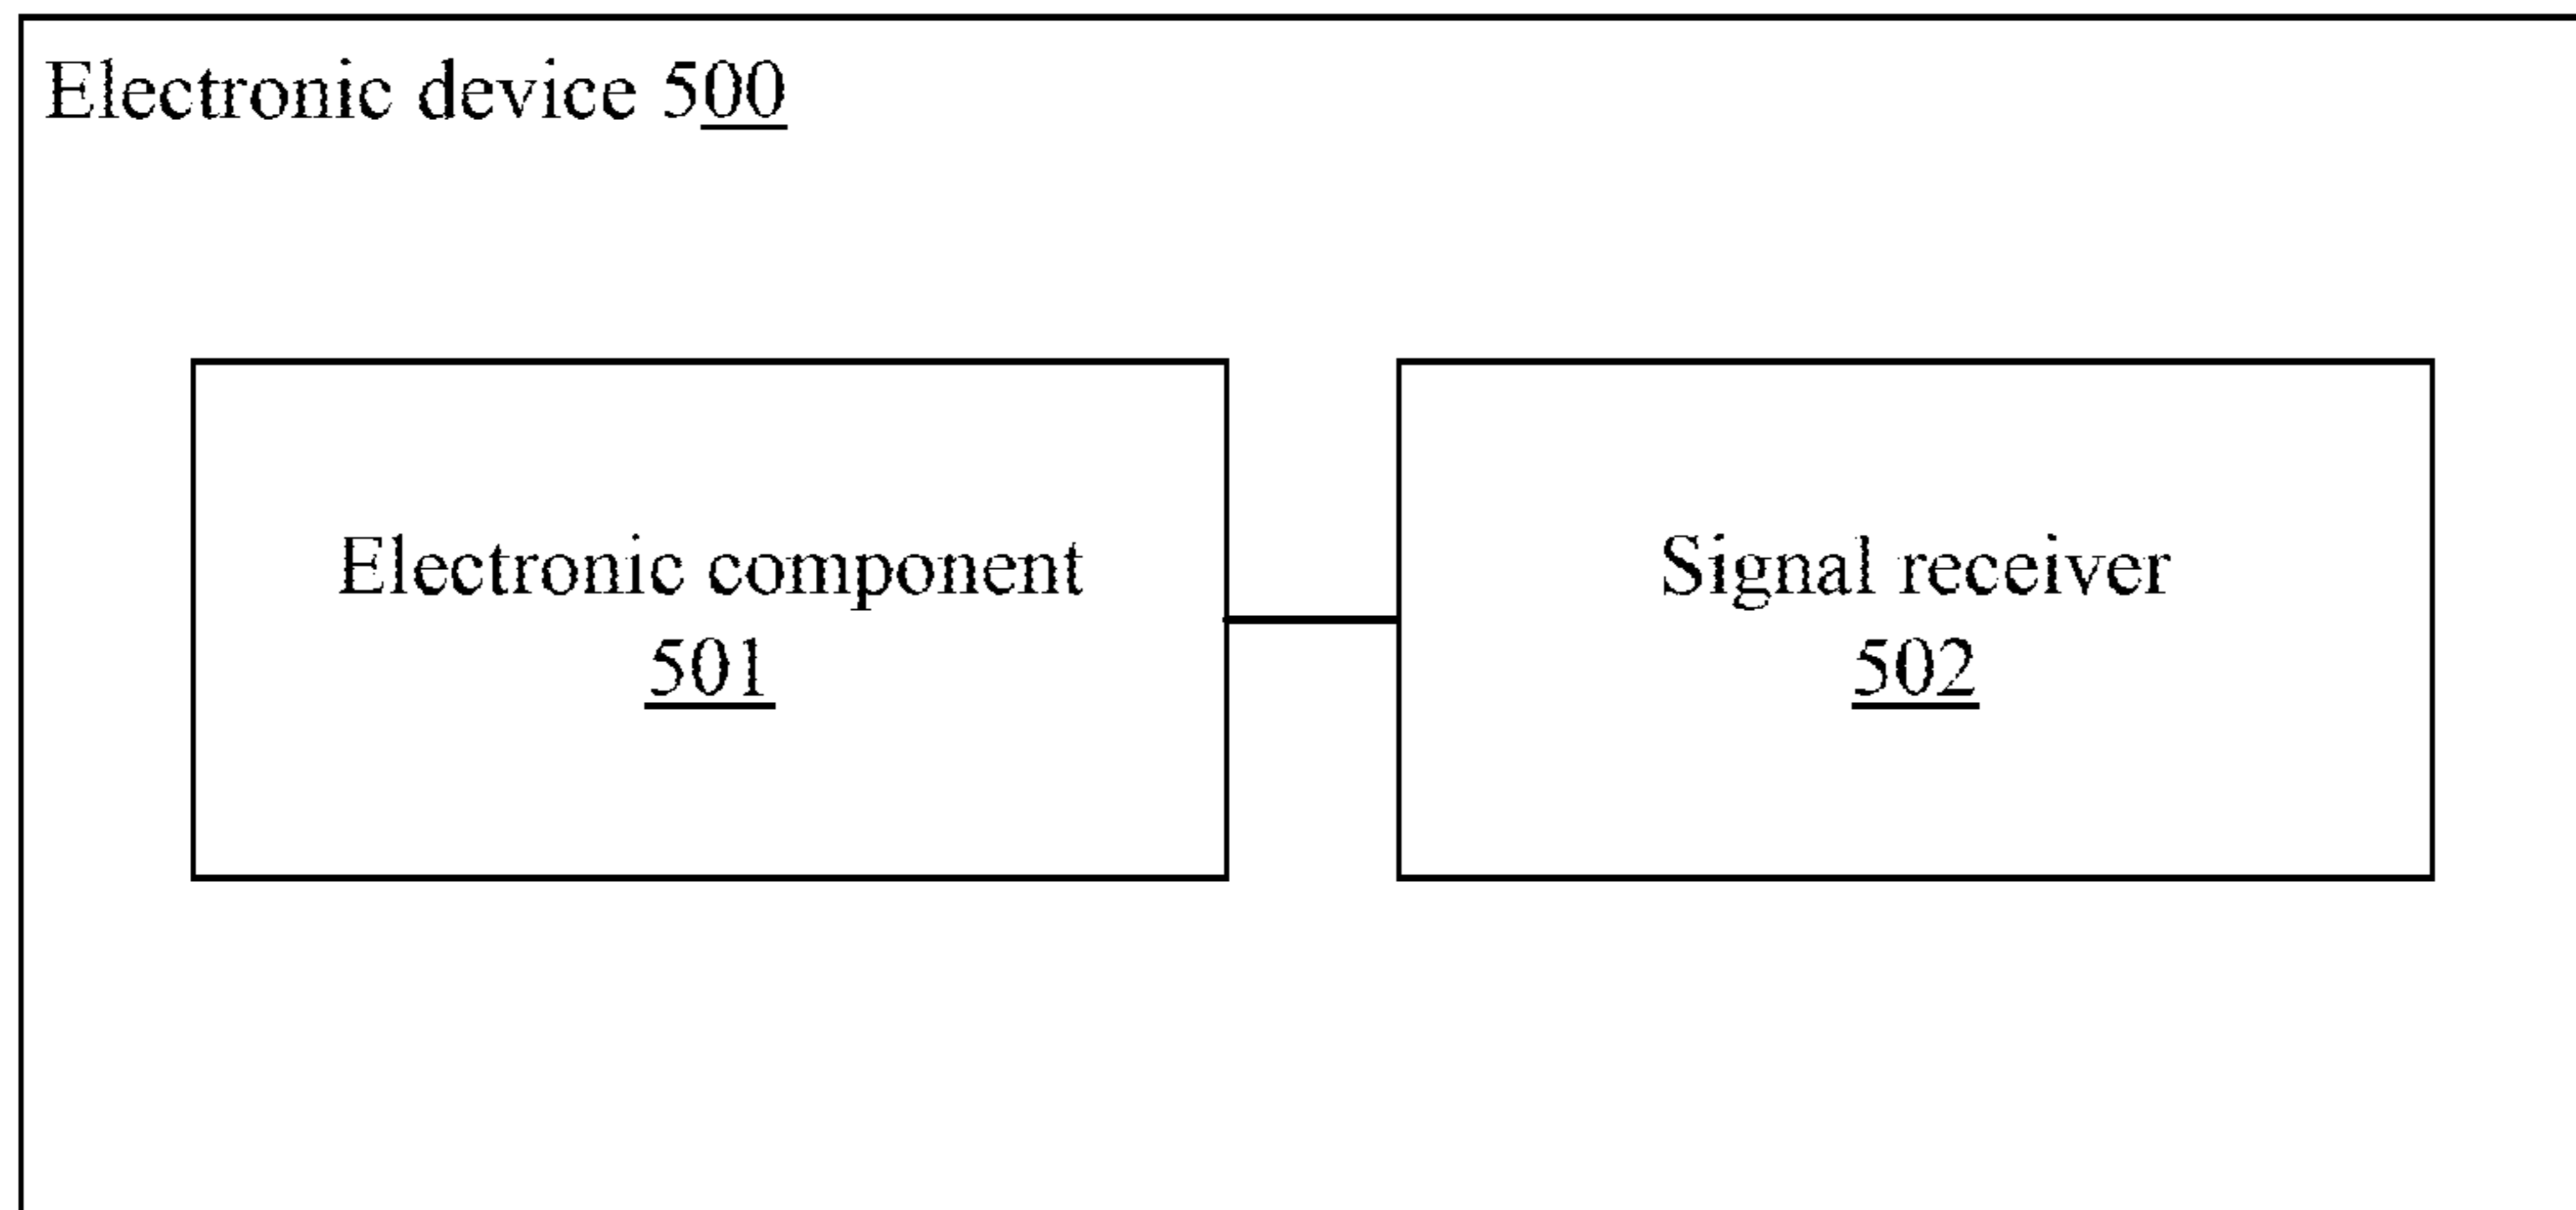 Electronic device 500
Electronic component
501
Signal receiver
502